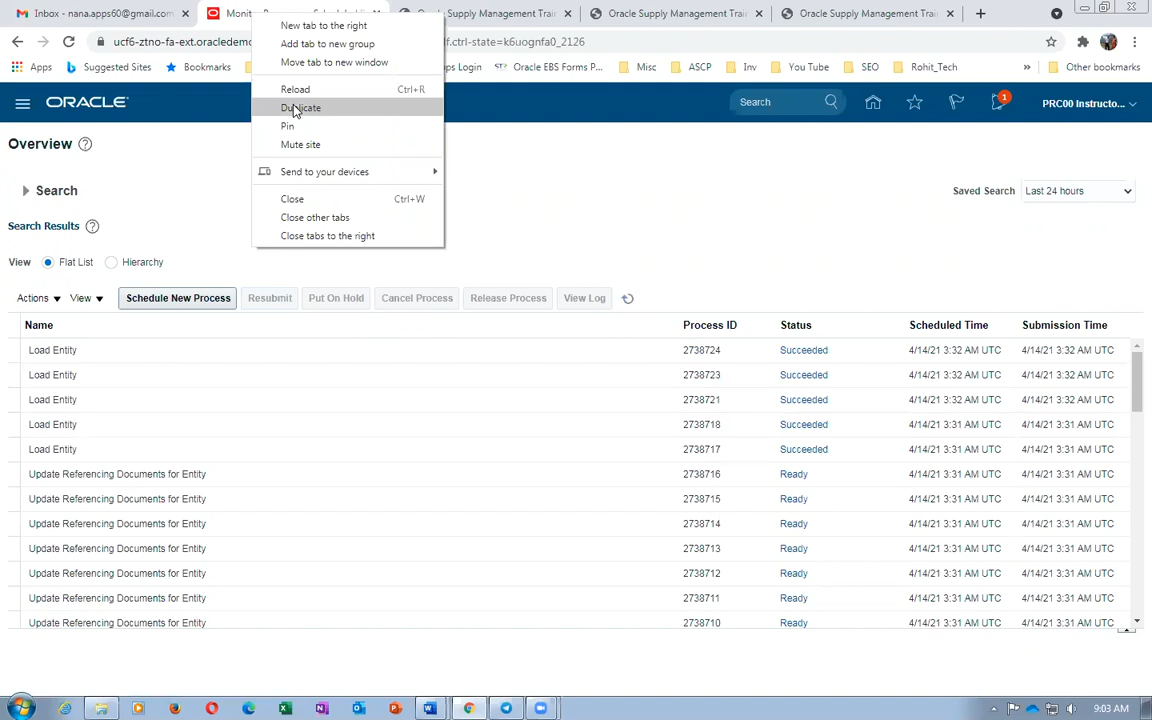 Inbox - nana.apps60@gmail.com
Oracle Supply Management Trai
Oracle Supply Management Train
Oracle Supply Management Train
ucf6-ztno-fa-ext.oracledemo
f.ctrl-state=k6uognfa0_2126
Apps
Suggested Sites
Bookmarks
ps Login
Oracle EBS Forms P...
Misc
ASCP
Inv
You Tube
SEO
Rohit_Tech
»
Other bookmarks
New tab to the right
Add tab to new group
Move tab to new window
Reload Ctrl+R
Duplicate
Pin
Mute site
Send to your devices
Close Ctrl+W
Close other tabs
Close tabs to the right
ORACLE
Search
1
PRC00 Instructo...
Overview ?
Search
Saved Search Last 24 hours
Search Results ?
View Flat List Hierarchy
Actions View Schedule New Process Resubmit Put On Hold Cancel Process Release Process View Log
Name Process ID Status Scheduled Time Submission Time
Load Entity 2738724 Succeeded 4/14/21 3:32 AM UTC 4/14/21 3:32 AM UTC
Load Entity 2738723 Succeeded 4/14/21 3:32 AM UTC 4/14/21 3:32 AM UTC
Load Entity 2738721 Succeeded 4/14/21 3:32 AM UTC 4/14/21 3:32 AM UTC
Load Entity 2738718 Succeeded 4/14/21 3:31 AM UTC 4/14/21 3:31 AM UTC
Load Entity 2738717 Succeeded 4/14/21 3:31 AM UTC 4/14/21 3:31 AM UTC
Update Referencing Documents for Entity 2738716 Ready 4/14/21 3:31 AM UTC 4/14/21 3:31 AM UTC
Update Referencing Documents for Entity 2738715 Ready 4/14/21 3:31 AM UTC 4/14/21 3:31 AM UTC
Update Referencing Documents for Entity 2738714 Ready 4/14/21 3:31 AM UTC 4/14/21 3:31 AM UTC
Update Referencing Documents for Entity 2738713 Ready 4/14/21 3:31 AM UTC 4/14/21 3:31 AM UTC
Update Referencing Documents for Entity 2738712 Ready 4/14/21 3:31 AM UTC 4/14/21 3:31 AM UTC
Update Referencing Documents for Entity 2738711 Ready 4/14/21 3:31 AM UTC 4/14/21 3:31 AM UTC
Update Referencing Documents for Entity 2738710 Ready 4/14/21 3:31 AM UTC 4/14/21 3:31 AM UTC
9:03 AM